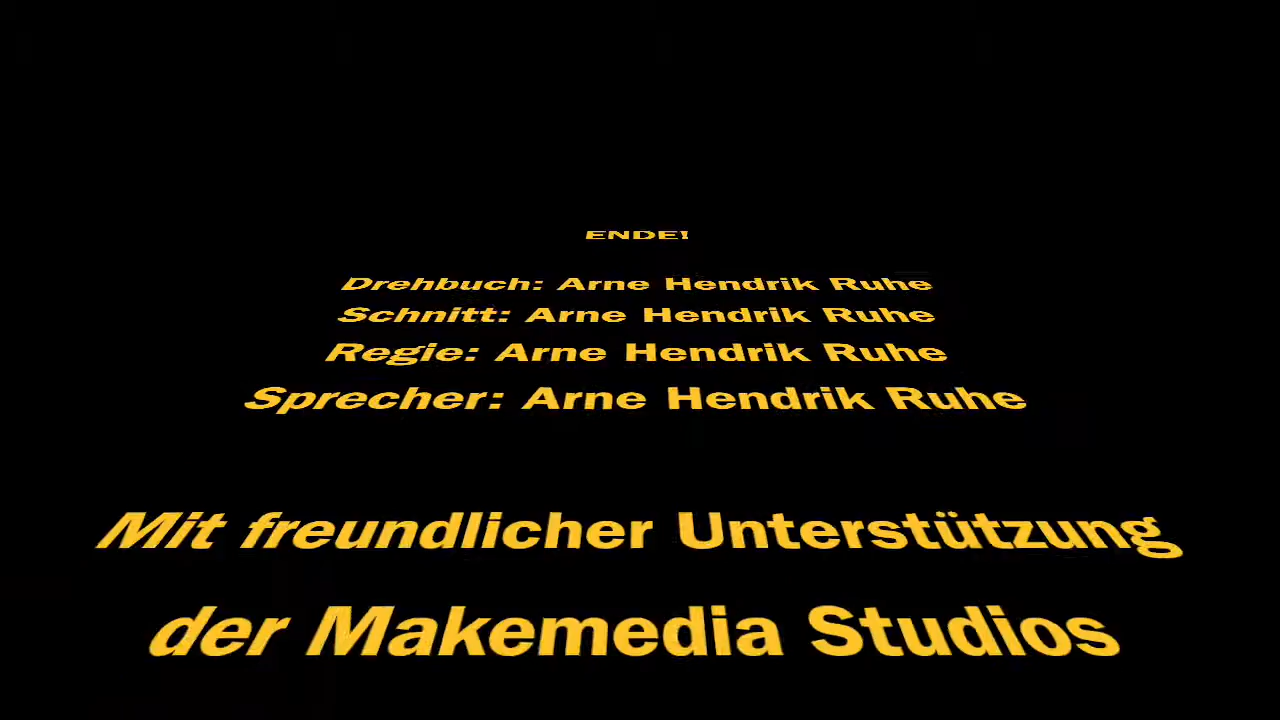 ENDE!
Drehbuch: Arne Hendrik Ruhe
Schnitt: Arne Hendrik Ruhe
Regie: Arne Hendrik Ruhe
Sprecher: Arne Hendrik Ruhe
Mit freundlicher Unterstützung
der Makemedia Studios